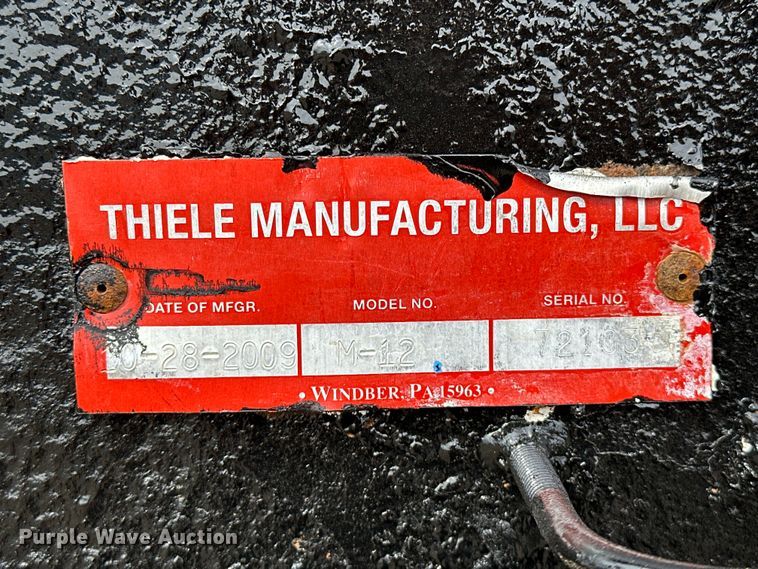 THIELE MANUFACTURING, LLC
DATE OF MFGR. MODEL NO. SERIAL NO.
10-28-2009 M-12
• WINDBER, PA 15963 •
Purple Wave Auction